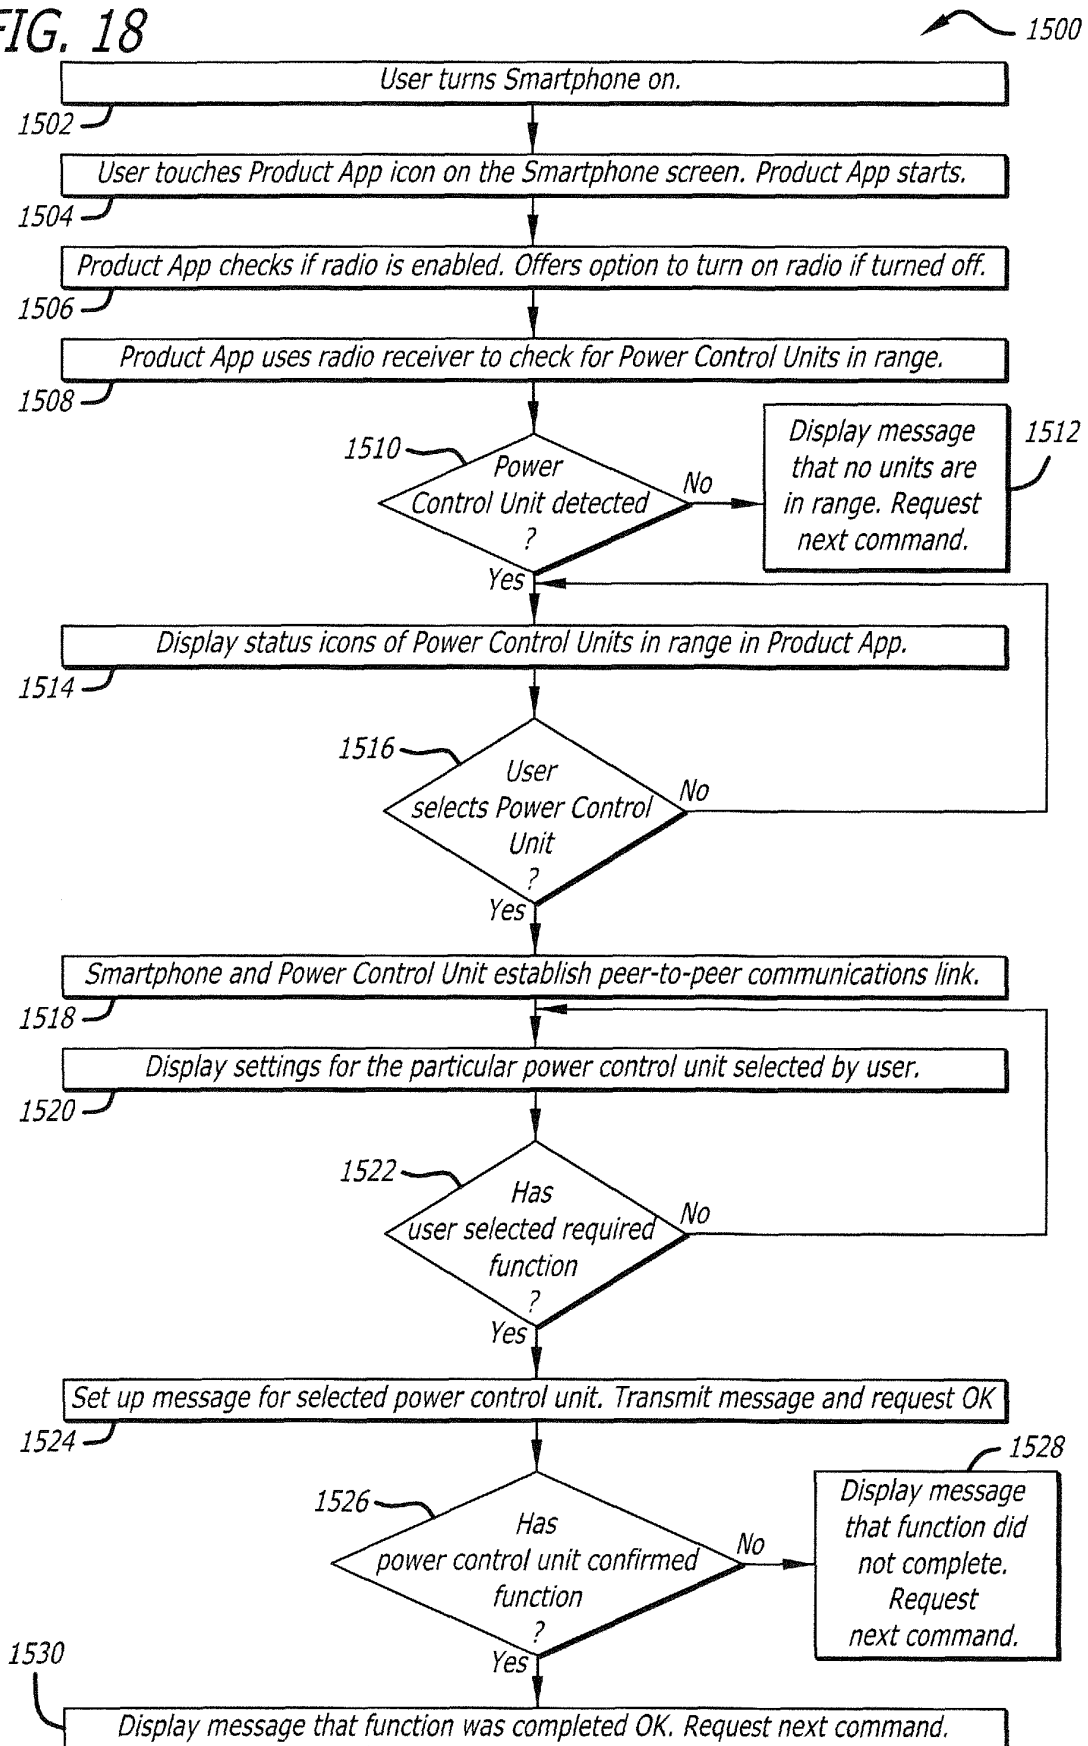 FIG. 18
1500
User turns Smartphone on.
1502
User touches Product App icon on the Smartphone screen. Product App starts.
1504
Product App checks if radio is enabled. Offers option to turn on radio if turned off.
1506
Product App uses radio receiver to check for Power Control Units in range.
1508
1510
Power
Control Unit detected
?
No
Yes
Display message
that no units are
in range. Request
next command.
1512
Display status icons of Power Control Units in range in Product App.
1514
1516
User
selects Power Control
Unit
?
No
Yes
Smartphone and Power Control Unit establish peer-to-peer communications link.
1518
Display settings for the particular power control unit selected by user.
1520
1522
Has
user selected required
function
?
No
Yes
Set up message for selected power control unit. Transmit message and request OK
1524
1526
Has
power control unit confirmed
function
?
No
Yes
1528
Display message
that function did
not complete.
Request
next command.
1530
Display message that function was completed OK. Request next command.